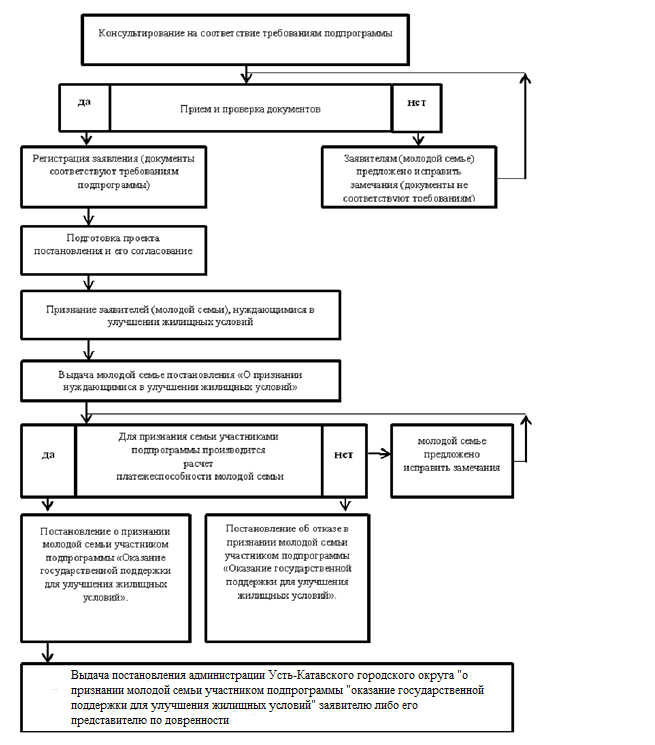 Консультирование на соответствие требованиям подпрограммы
да
Прием и проверка документов
нет
Регистрация заявления (документы
соответствуют требованиям
подпрограммы)
Заявителям (молодой семье)
предложено исправить
замечания (документы не
соответствуют требованиям)
Подготовка проекта
постановления и его согласование
Признание заявителей (молодой семьи), нуждающимися в
улучшении жилищных условий
Выдача молодой семье постановления «О признании
нуждающимися в улучшении жилищных условий»
да
Для признания семьи участниками
подпрограммы производится
расчет
платежеспособности молодой семьи
нет
молодой семье
предложено
исправить замечания
Постановление о признании
молодой семьи участником
подпрограммы «Оказание
государственной поддержки
для улучшения жилищных
условий».
Постановление об отказе в
признании молодой семьи
участником подпрограммы
«Оказание государственной
поддержки для улучшения
жилищных условий».
Выдача постановления администрации Усть-Катавского городского округа "о
признании молодой семьи участником подпрограммы "оказание государственной
поддержки для улучшения жилищных условий" заявителю либо его
представителю по довренности